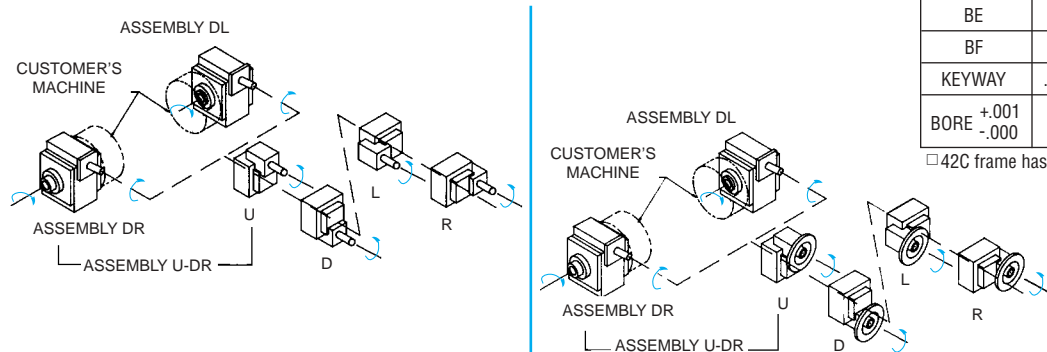 ASSEMBLY DL
CUSTOMER'S
MACHINE
ASSEMBLY DR
ASSEMBLY U-DR
U
D
L
R
ASSEMBLY DL
CUSTOMER'S
MACHINE
ASSEMBLY DR
ASSEMBLY U-DR
U
D
L
R
BE
BF
KEYWAY .
BORE +.001
-.000
□ 42C frame has